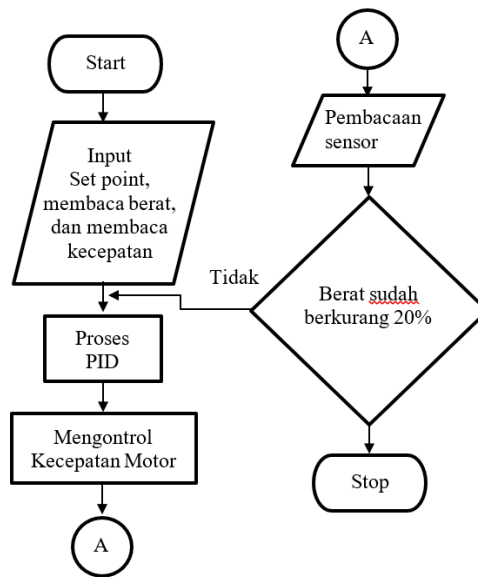 Start
Input
Set point,
membaca berat,
dan membaca
kecepatan
Proses
PID
Mengontrol
Kecepatan Motor
A
A
Pembacaan
sensor
Berat sudah
berkurang 20%
Tidak
Stop